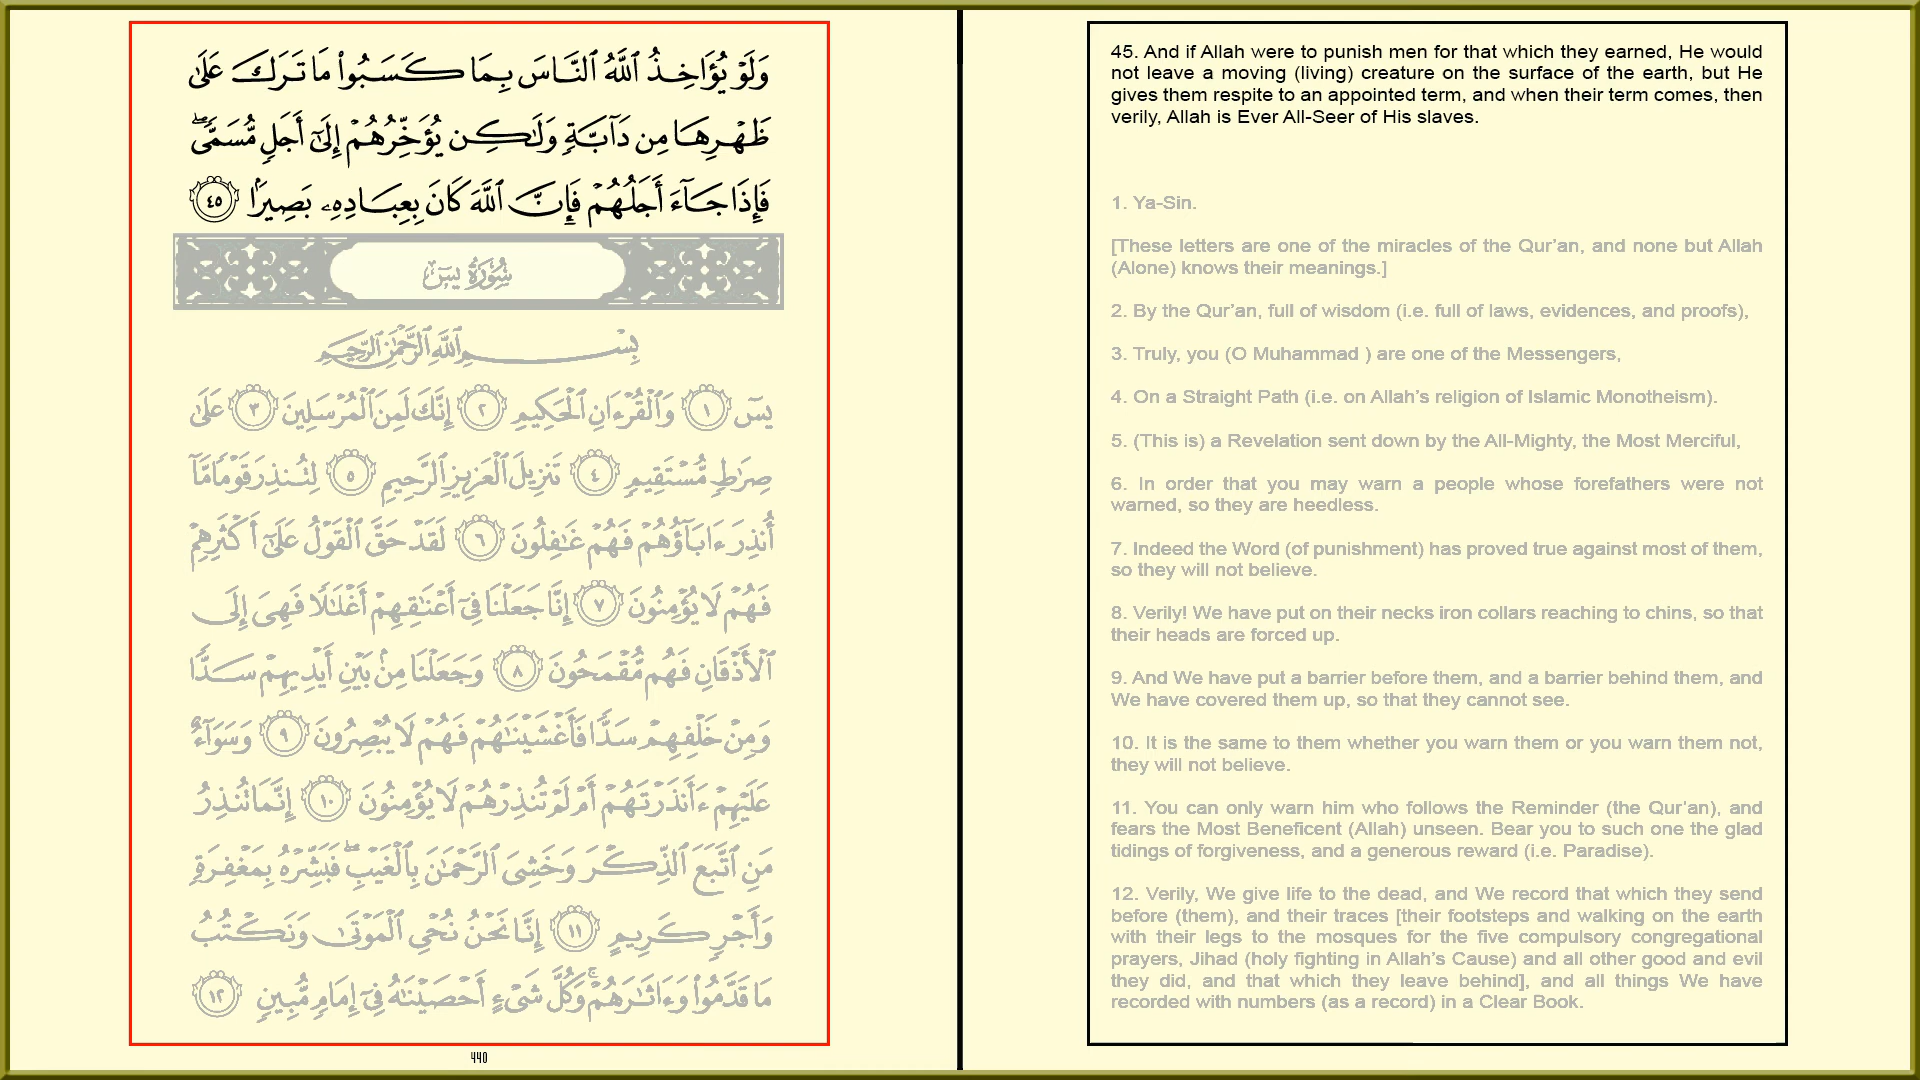 وَلَوْ يُؤَاخِذُ ٱللَّهُ ٱلنَّاسَ بِمَا كَسَبُوا۟ مَا تَرَكَ عَلَىٰ
ظَهْرِهَا مِن دَآبَّةٍ وَلَـٰكِن يُؤَخِّرُهُمْ إِلَىٰٓ أَجَلٍ مُّسَمًّى ۖ
فَإِذَا جَآءَ أَجَلُهُمْ فَإِنَّ ٱللَّهَ كَانَ بِعِبَادِهِۦ بَصِيرًۢا ٤٥
سُورَةُ يسٓ
بِسْمِ ٱللَّهِ ٱلرَّحْمَـٰنِ ٱلرَّحِيمِ
يسٓ ١ وَٱلْقُرْءَانِ ٱلْحَكِيمِ ٢ إِنَّكَ لَمِنَ ٱلْمُرْسَلِينَ ٣ عَلَىٰ
صِرَٰطٍ مُّسْتَقِيمٍ ٤ تَنزِيلَ ٱلْعَزِيزِ ٱلرَّحِيمِ ٥ لِتُنذِرَ قَوْمًا مَّآ
أُنذِرَ ءَابَآؤُهُمْ فَهُمْ غَـٰفِلُونَ ٦ لَقَدْ حَقَّ ٱلْقَوْلُ عَلَىٰٓ أَكْثَرِهِمْ
فَهُمْ لَا يُؤْمِنُونَ ٧ إِنَّا جَعَلْنَا فِىٓ أَعْنَـٰقِهِمْ أَغْلَـٰلًا فَهِىَ إِلَى
ٱلْأَذْقَانِ فَهُم مُّقْمَحُونَ ٨ وَجَعَلْنَا مِنۢ بَيْنِ أَيْدِيهِمْ سَدًّا
وَمِنْ خَلْفِهِمْ سَدًّا فَأَغْشَيْنَـٰهُمْ فَهُمْ لَا يُبْصِرُونَ ٩ وَسَوَآءٌ
عَلَيْهِمْ ءَأَنذَرْتَهُمْ أَمْ لَمْ تُنذِرْهُمْ لَا يُؤْمِنُونَ ١٠ إِنَّمَا تُنذِرُ
مَنِ ٱتَّبَعَ ٱلذِّكْرَ وَخَشِىَ ٱلرَّحْمَـٰنَ بِٱلْغَيْبِ ۖ فَبَشِّرْهُ بِمَغْفِرَةٍ
وَأَجْرٍ كَرِيمٍ ١١ إِنَّا نَحْنُ نُحْىِ ٱلْمَوْتَىٰ وَنَكْتُبُ
مَا قَدَّمُوا۟ وَءَاثَـٰرَهُمْ ۚ وَكُلَّ شَىْءٍ أَحْصَيْنَـٰهُ فِىٓ إِمَامٍ مُّبِينٍ ١٢
٤٤٠
45. And if Allah were to punish men for that which they earned, He would
not leave a moving (living) creature on the surface of the earth, but He
gives them respite to an appointed term, and when their term comes, then
verily, Allah is Ever All-Seer of His slaves.
1. Ya-Sin.
[These letters are one of the miracles of the Qur’an, and none but Allah
(Alone) knows their meanings.]
2. By the Qur’an, full of wisdom (i.e. full of laws, evidences, and proofs),
3. Truly, you (O Muhammad ) are one of the Messengers,
4. On a Straight Path (i.e. on Allah’s religion of Islamic Monotheism).
5. (This is) a Revelation sent down by the All-Mighty, the Most Merciful,
6. In order that you may warn a people whose forefathers were not
warned, so they are heedless.
7. Indeed the Word (of punishment) has proved true against most of them,
so they will not believe.
8. Verily! We have put on their necks iron collars reaching to chins, so that
their heads are forced up.
9. And We have put a barrier before them, and a barrier behind them, and
We have covered them up, so that they cannot see.
10. It is the same to them whether you warn them or you warn them not,
they will not believe.
11. You can only warn him who follows the Reminder (the Qur’an), and
fears the Most Beneficent (Allah) unseen. Bear you to such one the glad
tidings of forgiveness, and a generous reward (i.e. Paradise).
12. Verily, We give life to the dead, and We record that which they send
before (them), and their traces [their footsteps and walking on the earth
with their legs to the mosques for the five compulsory congregational
prayers, Jihad (holy fighting in Allah’s Cause) and all other good and evil
they did, and that which they leave behind], and all things We have
recorded with numbers (as a record) in a Clear Book.